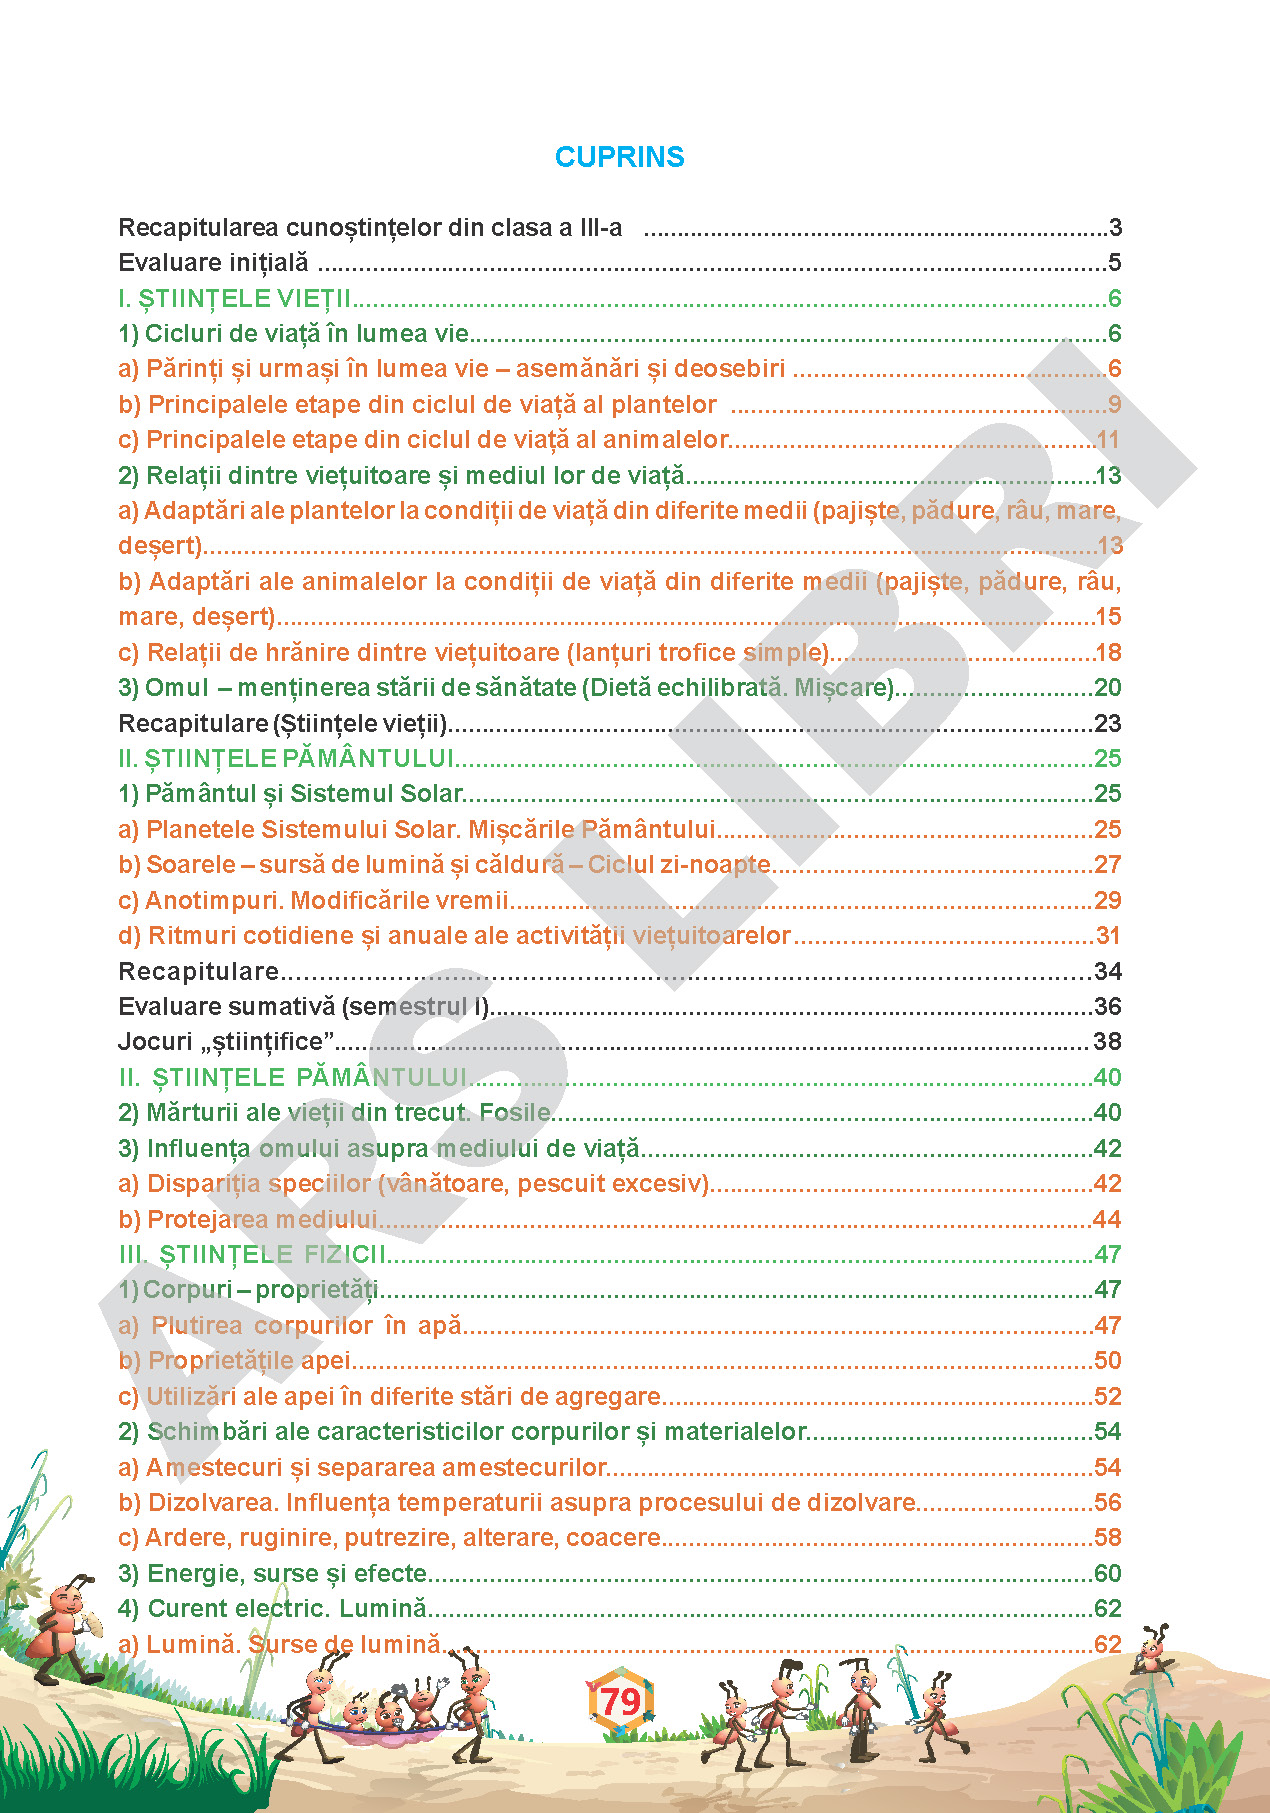 CUPRINS
Recapitularea cunoștințelor din clasa a III-a ......................................................................3
Evaluare inițială ......................................................................................................................5
I. ȘTIINȚELE VIEȚII.................................................................................................................6
1) Cicluri de viață în lumea vie................................................................................................6
a) Părinți și urmași în lumea vie – asemănări și deosebiri ...............................................6
b) Principalele etape din ciclul de viață al plantelor ........................................................9
c) Principalele etape din ciclul de viață al animalelor.......................................................11
2) Relații dintre viețuitoare și mediul lor de viață.............................................................13
a) Adaptări ale plantelor la condiții de viață din diferite medii (pajiște, pădure, râu, mare,
deșert)......................................................................................................................................13
b) Adaptări ale animalelor la condiții de viață din diferite medii (pajiște, pădure, râu,
mare, deșert)..........................................................................................................................15
c) Relații de hrănire dintre viețuitoare (lanțuri trofice simple).......................................18
3) Omul – menținerea stării de sănătate (Dietă echilibrată. Mișcare).............................20
Recapitulare (Științele vieții)................................................................................................23
II. ȘTIINȚELE PĂMÂNTULUI...............................................................................................25
1) Pământul și Sistemul Solar..............................................................................................25
a) Planetele Sistemului Solar. Mișcările Pământului........................................................25
b) Soarele – sursă de lumină și căldură – Ciclul zi-noapte................................................27
c) Anotimpuri. Modificările vremii.......................................................................................29
d) Ritmuri cotidiene și anuale ale activității viețuitoarelor.............................................31
Recapitulare..........................................................................................................34
Evaluare sumativă (semestrul I)..........................................................................................36
Jocuri „științifice”................................................................................................................38
II. ȘTIINȚELE PĂMÂNTULUI.............................................................................................40
2) Mărturii ale vieții din trecut. Fosile.................................................................................40
3) Influența omului asupra mediului de viață....................................................................42
a) Dispariția speciilor (vânătoare, pescuit excesiv).........................................................42
b) Protejarea mediului..........................................................................................................44
III. ȘTIINȚELE FIZICII.........................................................................................................47
1) Corpuri – proprietăți..........................................................................................................47
a) Plutirea corpurilor în apă..............................................................................................47
b) Proprietățile apei..............................................................................................................50
c) Utilizări ale apei în diferite stări de agregare................................................................52
2) Schimbări ale caracteristicilor corpurilor și materialelor...........................................54
a) Amestecuri și separarea amestecurilor........................................................................54
b) Dizolvarea. Influența temperaturii asupra procesului de dizolvare..........................56
c) Ardere, ruginire, putrezire, alterare, coacere................................................................58
3) Energie, surse și efecte....................................................................................................60
4) Curent electric. Lumină....................................................................................................62
a) Lumină. Surse de lumină..................................................................................................62
79
ARS LIBRI